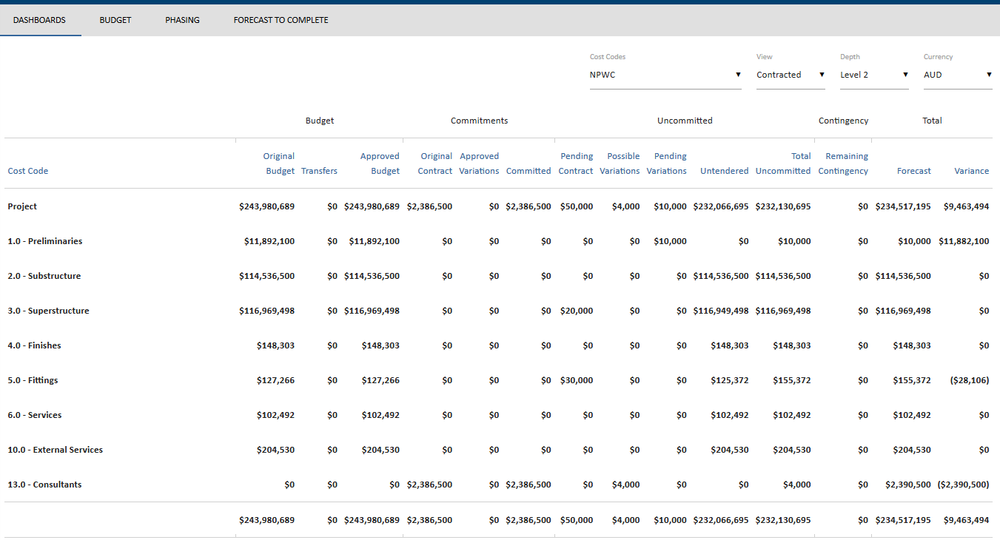 DASHBOARDS BUDGET PHASING FORECAST TO COMPLETE
Cost Codes View Depth Currency
NPWC ▼ Contracted ▼ Level 2 ▼ AUD ▼
Budget Commitments Uncommitted Contingency Total
Original Approved Original Approved Pending Possible Pending Total Remaining
Cost Code Budget Transfers Budget Contract Variations Committed Contract Variations Variations Untendered Uncommitted Contingency Forecast Variance
Project $243,980,689 $0 $243,980,689 $2,386,500 $0 $2,386,500 $50,000 $4,000 $10,000 $232,066,695 $232,130,695 $0 $234,517,195 $9,463,494
1.0 - Preliminaries $11,892,100 $0 $11,892,100 $0 $0 $0 $0 $0 $10,000 $0 $10,000 $0 $10,000 $11,882,100
2.0 - Substructure $114,536,500 $0 $114,536,500 $0 $0 $0 $0 $0 $0 $114,536,500 $114,536,500 $0 $114,536,500 $0
3.0 - Superstructure $116,969,498 $0 $116,969,498 $0 $0 $0 $20,000 $0 $0 $116,949,498 $116,969,498 $0 $116,969,498 $0
4.0 - Finishes $148,303 $0 $148,303 $0 $0 $0 $0 $0 $0 $148,303 $148,303 $0 $148,303 $0
5.0 - Fittings $127,266 $0 $127,266 $0 $0 $0 $30,000 $0 $0 $125,372 $155,372 $0 $155,372 ($28,106)
6.0 - Services $102,492 $0 $102,492 $0 $0 $0 $0 $0 $0 $102,492 $102,492 $0 $102,492 $0
10.0 - External Services $204,530 $0 $204,530 $0 $0 $0 $0 $0 $0 $204,530 $204,530 $0 $204,530 $0
13.0 - Consultants $0 $0 $0 $2,386,500 $0 $2,386,500 $0 $4,000 $0 $0 $4,000 $0 $2,390,500 ($2,390,500)
$243,980,689 $0 $243,980,689 $2,386,500 $0 $2,386,500 $50,000 $4,000 $10,000 $232,066,695 $232,130,695 $0 $234,517,195 $9,463,494